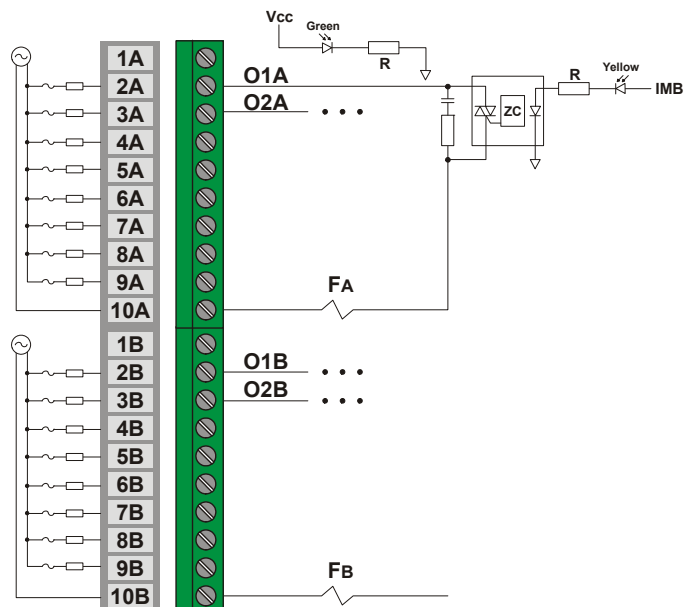 Vcc
Green
R
1A
2A
3A
4A
5A
6A
7A
8A
9A
10A
O1A
O2A
ZC
R
Yellow
IMB
FA
1B
2B
3B
4B
5B
6B
7B
8B
9B
10B
O1B
O2B
FB